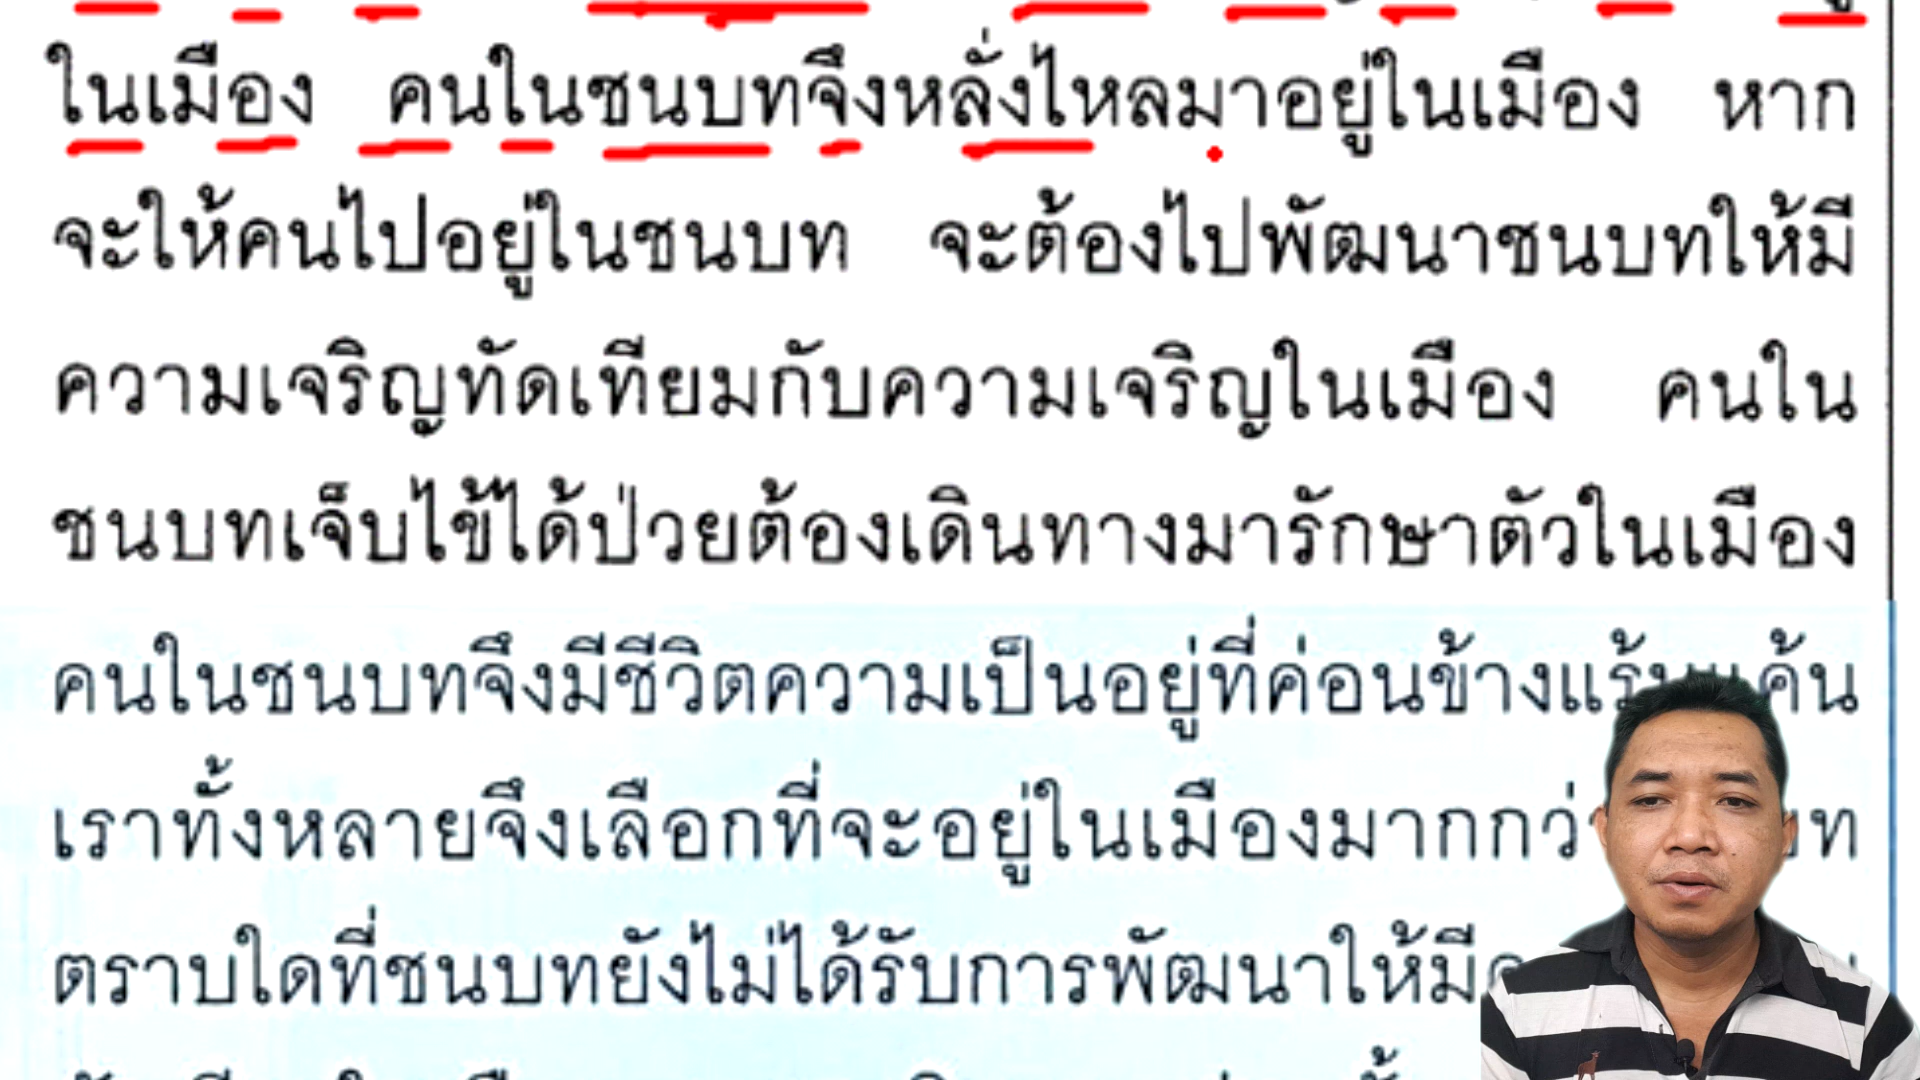 ในเมือง คนในชนบทจึงหลั่งไหลมาอยู่ในเมือง หาก
จะให้คนไปอยู่ในชนบท จะต้องไปพัฒนาชนบทให้มี
ความเจริญทัดเทียมกับความเจริญในเมือง คนใน
ชนบทเจ็บไข้ได้ป่วยต้องเดินทางมารักษาตัวในเมือง
คนในชนบทจึงมีชีวิตความเป็นอยู่ที่ค่อนข้าง
เราทั้งหลายจึงเลือกที่จะอยู่ในเมืองมาก
ตราบใดที่ชนบทยังไม่ได้รับการพัฒนาให้มี